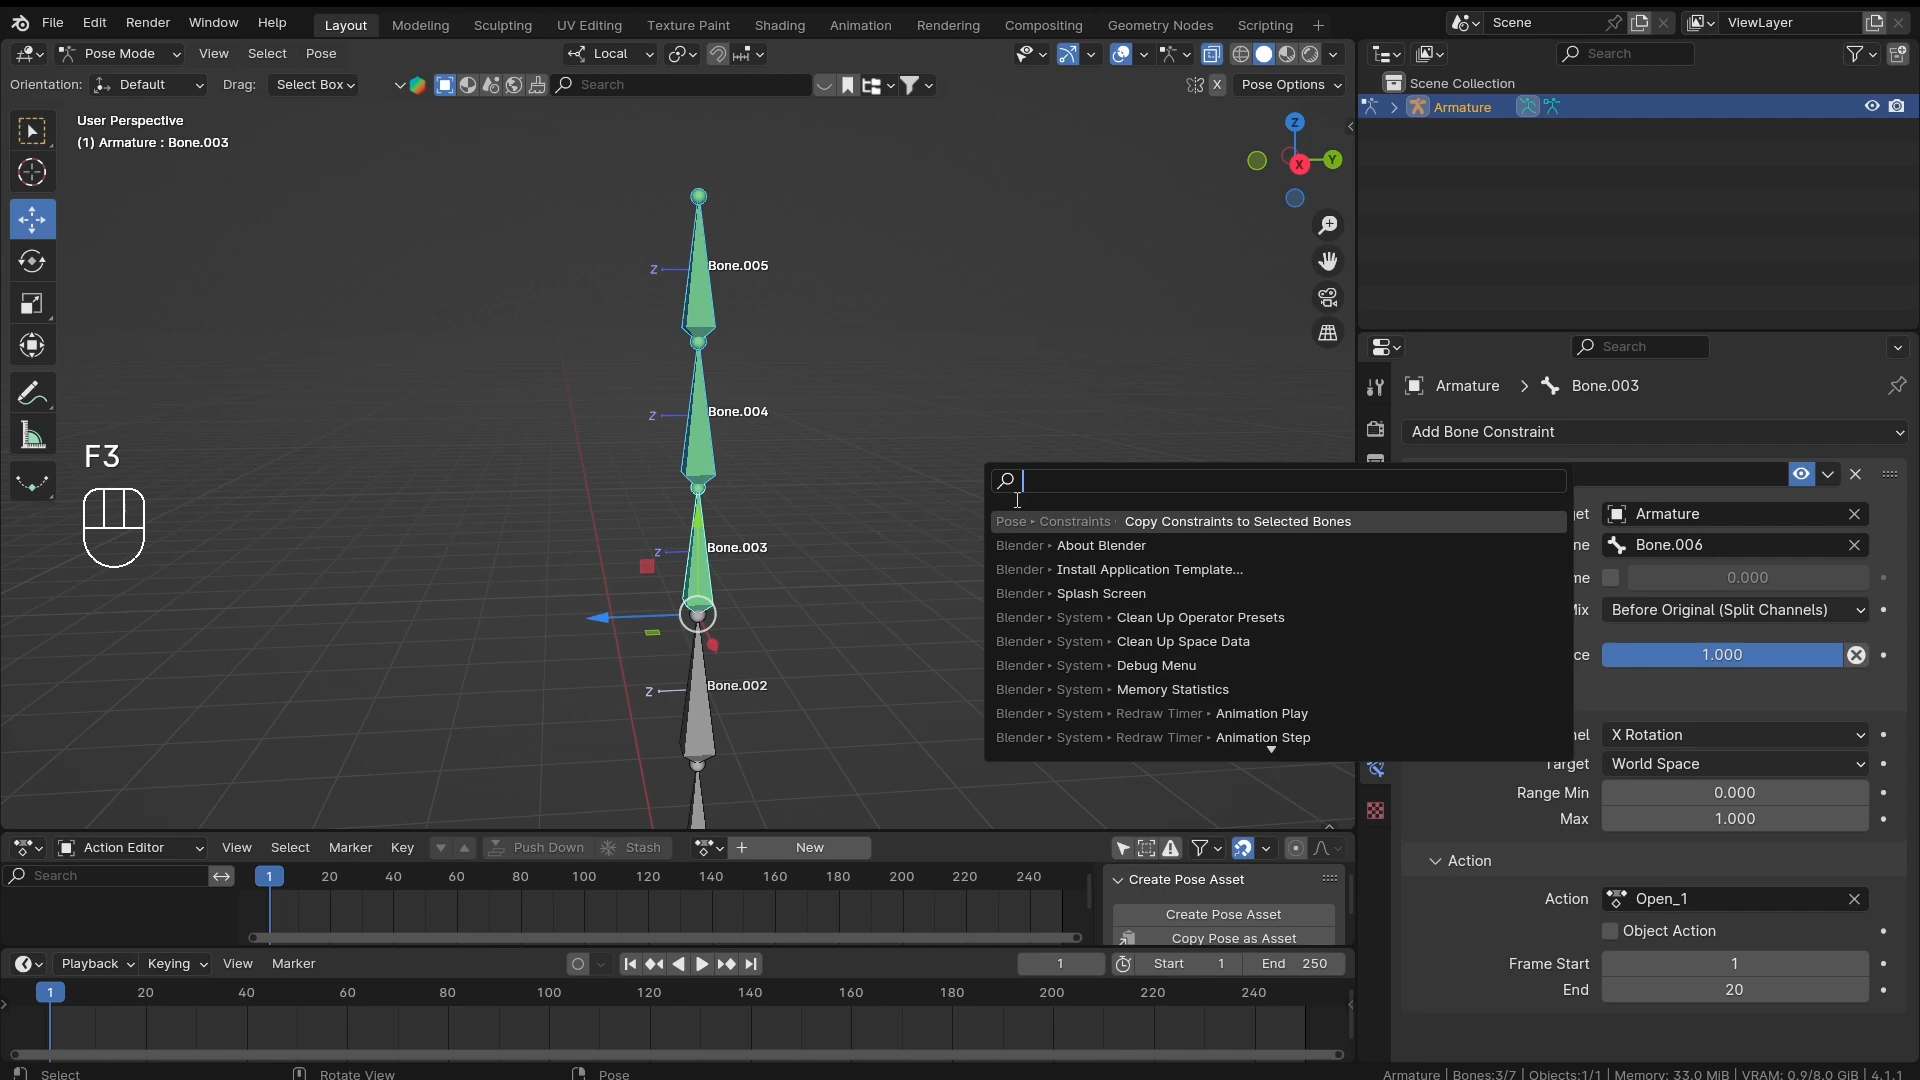 File Edit Render Window Help Layout Modeling Sculpting UV Editing Texture Paint Shading Animation Rendering Compositing Geometry Nodes Scripting + Scene ViewLayer
Pose Mode View Select Pose Local Search
Orientation: Default Drag: Select Box Search X Pose Options
Scene Collection
Armature
User Perspective
(1) Armature : Bone.003
Z
X
Y
Z Bone.005
Z Bone.004
Z Bone.003
Z Bone.002
F3
Search
Armature > Bone.003
Add Bone Constraint
Pose ▸ Constraints Copy Constraints to Selected Bones
Blender ▸ About Blender
Blender ▸ Install Application Template...
Blender ▸ Splash Screen
Blender ▸ System ▸ Clean Up Operator Presets
Blender ▸ System ▸ Clean Up Space Data
Blender ▸ System ▸ Debug Menu
Blender ▸ System ▸ Memory Statistics
Blender ▸ System ▸ Redraw Timer ▸ Animation Play
Blender ▸ System ▸ Redraw Timer ▸ Animation Step
et Armature
ne Bone.006
me 0.000
Mix Before Original (Split Channels)
ce 1.000
nel X Rotation
Target World Space
Range Min 0.000
Max 1.000
Action
Action Open_1
Object Action
Frame Start 1
End 20
Action Editor View Select Marker Key Push Down Stash + New
Search 1 20 40 60 80 100 120 140 160 180 200 220 240
Create Pose Asset
Create Pose Asset
Copy Pose as Asset
Playback Keying View Marker 1 Start 1 End 250
1 20 40 60 80 100 120 140 160 180 200 220 240
Select Rotate View Pose Armature | Bones:3/7 | Objects:1/1 | Memory: 33.0 MiB | VRAM: 0.9/8.0 GiB | 4.1.1